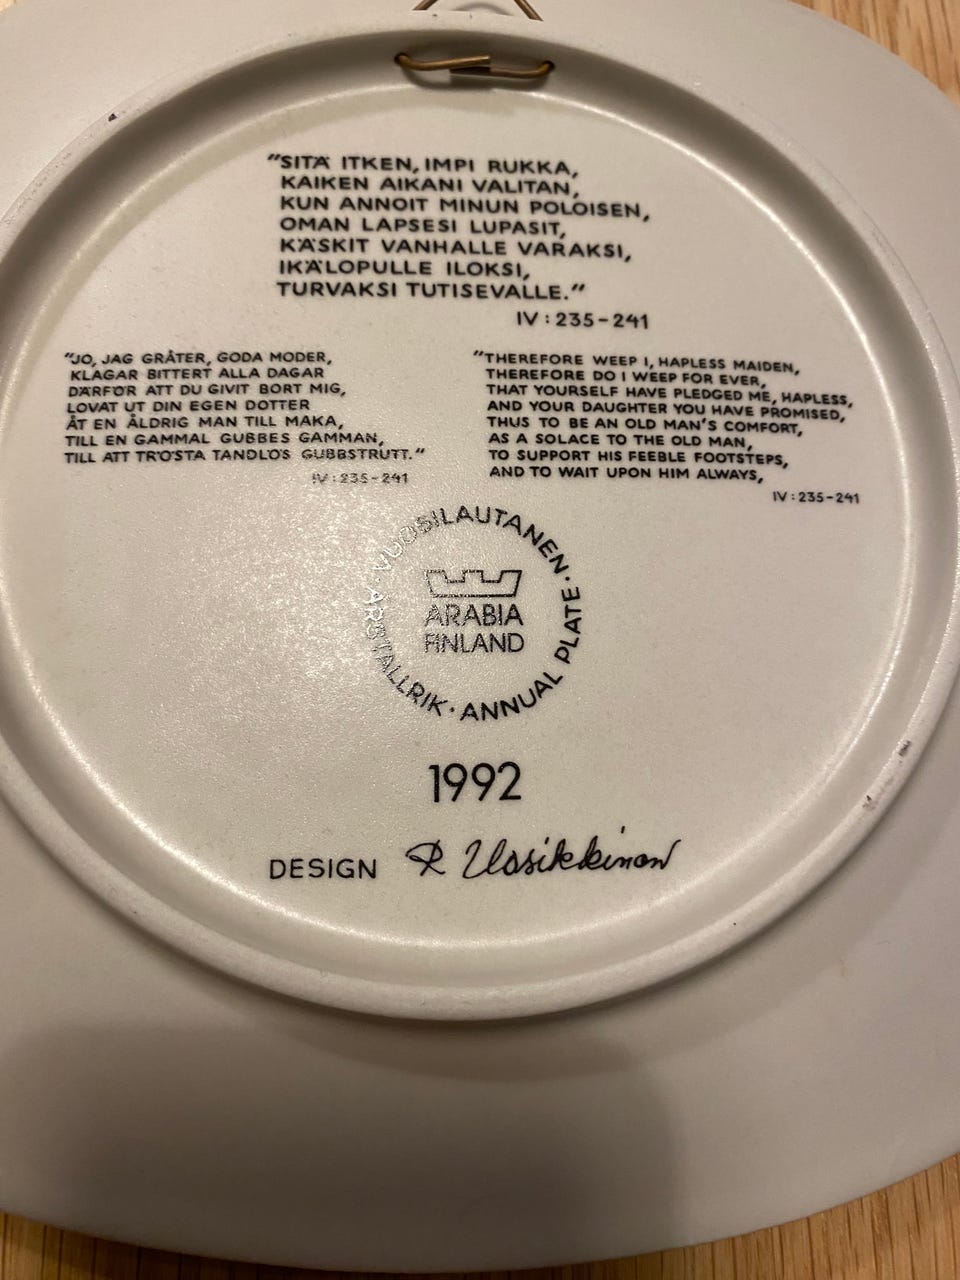 "SITÄ ITKEN, IMPI RUKKA,
KAIKEN AIKANI VALITAN,
KUN ANNOIT MINUN POLOISEN,
OMAN LAPSESI LUPASIT,
KÄSKIT VANHALLE VARAKSI,
IKÄLOPULLE ILOKSI,
TURVAKSI TUTISEVALLE."
IV : 235-241
"JO, JAG GRÅTER, GODA MODER,
KLAGAR BITTERT ALLA DAGAR
DÄRFÖR ATT DU GIVIT BORT MIG,
LOVAT UT DIN EGEN DOTTER
ÅT EN ÅLDRIG MAN TILL MAKA,
TILL EN GAMMAL GUBBES GAMMAN,
TILL ATT TRÖSTA TANDLÖS GUBBSTRUTT."
IV : 235-241
"THEREFORE WEEP I, HAPLESS MAIDEN,
THEREFORE DO I WEEP FOR EVER,
THAT YOURSELF HAVE PLEDGED ME, HAPLESS,
AND YOUR DAUGHTER YOU HAVE PROMISED,
THUS TO BE AN OLD MAN'S COMFORT,
AS A SOLACE TO THE OLD MAN,
TO SUPPORT HIS FEEBLE FOOTSTEPS,
AND TO WAIT UPON HIM ALWAYS,
IV : 235-241
VUOSILAUTANEN · ANNUAL PLATE · ÅRSTALLRIK ·
ARABIA
FINLAND
1992
DESIGN R Uosikkinen